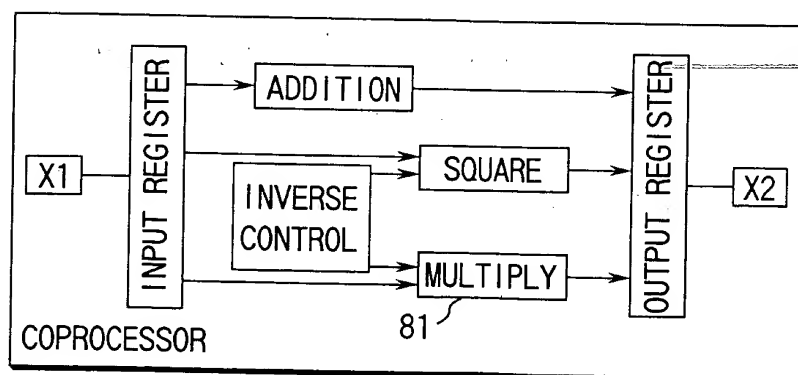 ADDITION
X1
INPUT REGISTER
SQUARE
INVERSE
CONTROL
MULTIPLY
81
OUTPUT REGISTER
X2
COPROCESSOR